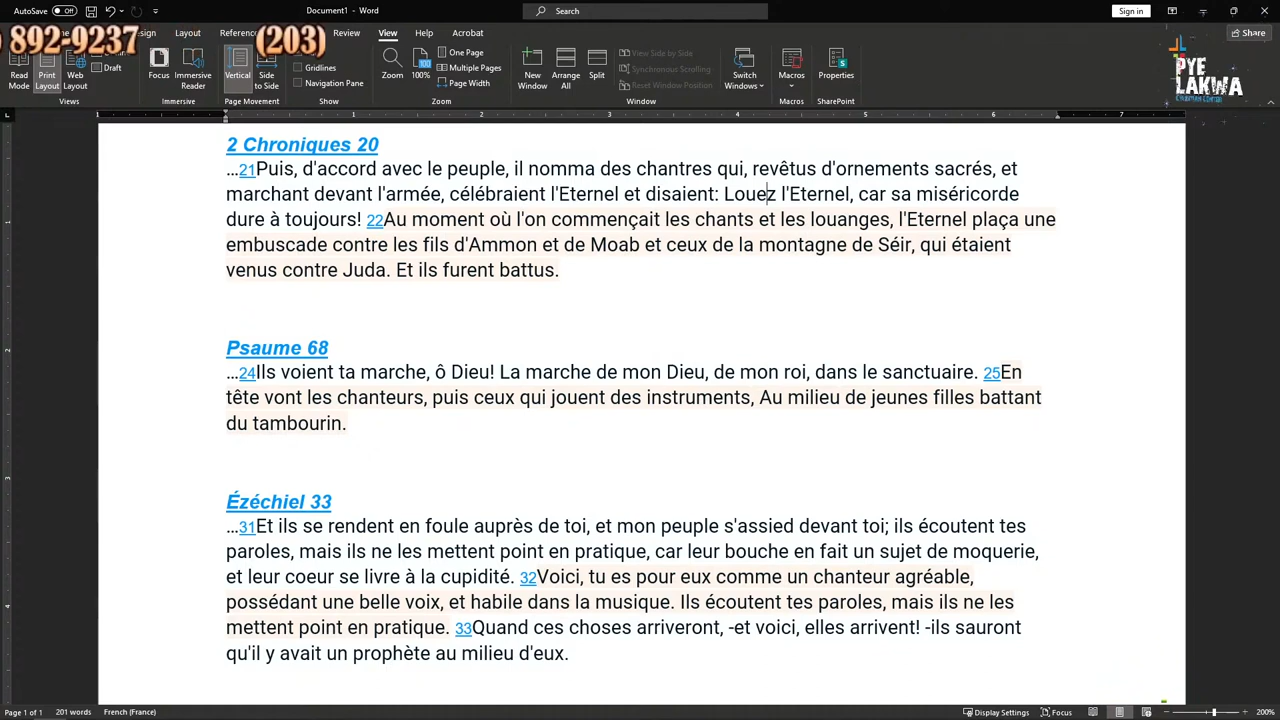 AutoSave Off Document1 - Word Search Sign in
) 892-9237 (203)
sign Layout Referenc Review View Help Acrobat Share
Read Mode Print Layout Web Layout Draft Focus Immersive Reader Vertical Side to Side Gridlines Navigation Pane Zoom 100% One Page Multiple Pages Page Width New Window Arrange All Split View Side by Side Synchronous Scrolling Reset Window Position Switch Windows Macros Properties
Views Immersive Page Movement Show Zoom Window Macros SharePoint
PYE LAKWA
2 Chroniques 20
…21Puis, d'accord avec le peuple, il nomma des chantres qui, revêtus d'ornements sacrés, et
marchant devant l'armée, célébraient l'Eternel et disaient: Louez l'Eternel, car sa miséricorde
dure à toujours! 22Au moment où l'on commençait les chants et les louanges, l'Eternel plaça une
embuscade contre les fils d'Ammon et de Moab et ceux de la montagne de Séir, qui étaient
venus contre Juda. Et ils furent battus.
Psaume 68
…24Ils voient ta marche, ô Dieu! La marche de mon Dieu, de mon roi, dans le sanctuaire. 25En
tête vont les chanteurs, puis ceux qui jouent des instruments, Au milieu de jeunes filles battant
du tambourin.
Ézéchiel 33
…31Et ils se rendent en foule auprès de toi, et mon peuple s'assied devant toi; ils écoutent tes
paroles, mais ils ne les mettent point en pratique, car leur bouche en fait un sujet de moquerie,
et leur coeur se livre à la cupidité. 32Voici, tu es pour eux comme un chanteur agréable,
possédant une belle voix, et habile dans la musique. Ils écoutent tes paroles, mais ils ne les
mettent point en pratique. 33Quand ces choses arriveront, -et voici, elles arrivent! -ils sauront
qu'il y avait un prophète au milieu d'eux.
Page 1 of 1 201 words French (France) Display Settings Focus 200%